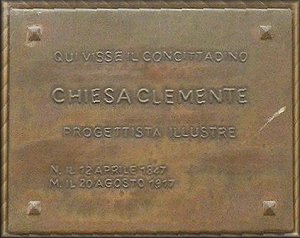 QUI VISSE IL CONCITTADINO
CHIESA CLEMENTE
PROGETTISTA ILLUSTRE
N. IL 12 APRILE 1847
M. IL 20 AGOSTO 1917